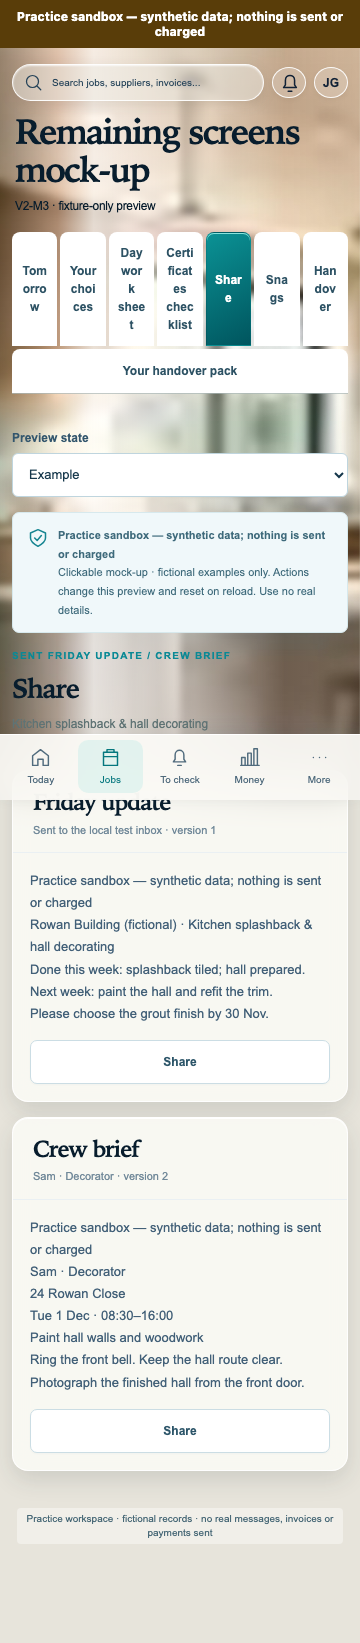 Practice sandbox — synthetic data; nothing is sent or
charged
Search jobs, suppliers, invoices...
JG
Remaining screens
mock-up
V2-M3 · fixture-only preview
Tom
orro
w
Your
choi
ces
Day
wor
k
shee
t
Certi
ficat
es
chec
klist
Shar
e
Sna
gs
Han
dov
er
Your handover pack
Preview state
Example
Practice sandbox — synthetic data; nothing is sent
or charged
Clickable mock-up · fictional examples only. Actions
change this preview and reset on reload. Use no real
details.
SENT FRIDAY UPDATE / CREW BRIEF
Share
Kitchen splashback & hall decorating
Today
Jobs
To check
Money
More
Friday update
Sent to the local test inbox · version 1
Practice sandbox — synthetic data; nothing is sent
or charged
Rowan Building (fictional) · Kitchen splashback &
hall decorating
Done this week: splashback tiled; hall prepared.
Next week: paint the hall and refit the trim.
Please choose the grout finish by 30 Nov.
Share
Crew brief
Sam · Decorator · version 2
Practice sandbox — synthetic data; nothing is sent
or charged
Sam · Decorator
24 Rowan Close
Tue 1 Dec · 08:30–16:00
Paint hall walls and woodwork
Ring the front bell. Keep the hall route clear.
Photograph the finished hall from the front door.
Share
Practice workspace · fictional records · no real messages, invoices or
payments sent